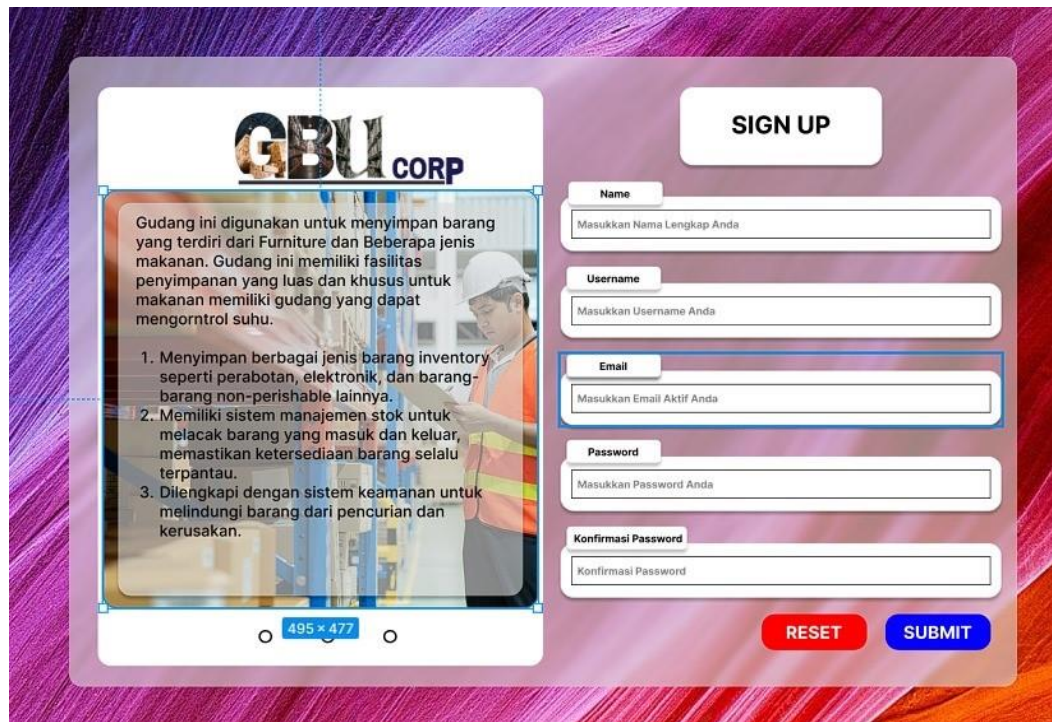 GBU CORP
Gudang ini digunakan untuk menyimpan barang
yang terdiri dari Furniture dan Beberapa jenis
makanan. Gudang ini memiliki fasilitas
penyimpanan yang luas dan khusus untuk
makanan memiliki gudang yang dapat
mengorntrol suhu.
1. Menyimpan berbagai jenis barang inventory
seperti perabotan, elektronik, dan barang-
barang non-perishable lainnya.
2. Memiliki sistem manajemen stok untuk
melacak barang yang masuk dan keluar,
memastikan ketersediaan barang selalu
terpantau.
3. Dilengkapi dengan sistem keamanan untuk
melindungi barang dari pencurian dan
kerusakan.
495 × 477
SIGN UP
Name
Masukkan Nama Lengkap Anda
Username
Masukkan Username Anda
Email
Masukkan Email Aktif Anda
Password
Masukkan Password Anda
Konfirmasi Password
Konfirmasi Password
RESET
SUBMIT